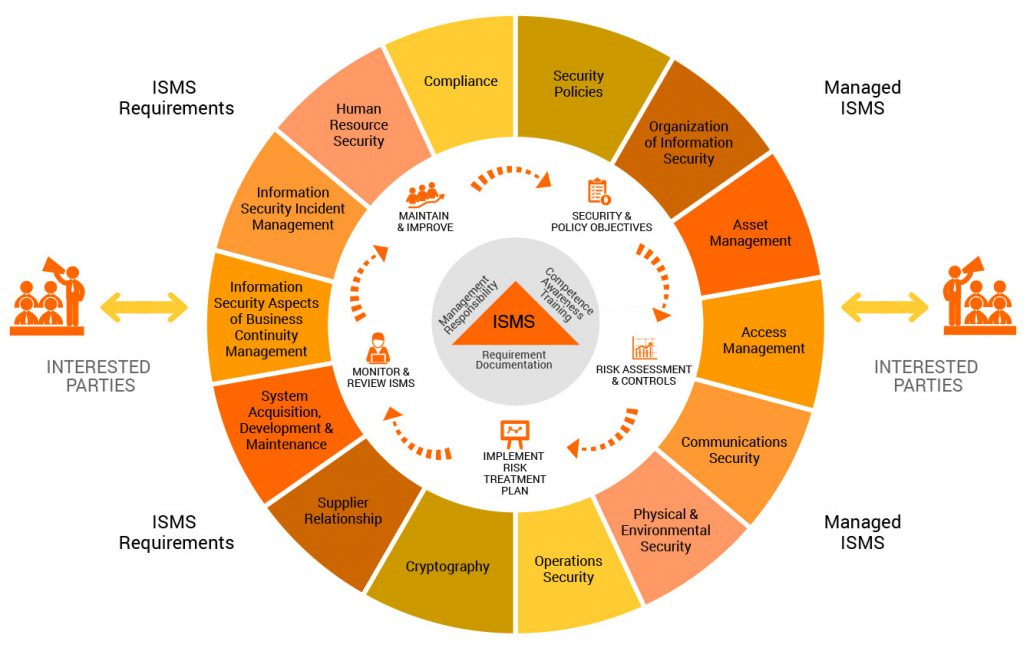 ISMS
Requirements
Managed
ISMS
Compliance
Security
Policies
Organization
of Information
Security
Asset
Management
Access
Management
Communications
Security
Physical &
Environmental
Security
Operations
Security
Cryptography
Supplier
Relationship
System
Acquisition,
Development &
Maintenance
Information
Security Aspects
of Business
Continuity
Management
Information
Security Incident
Management
Human
Resource
Security
MAINTAIN
& IMPROVE
SECURITY &
POLICY OBJECTIVES
RISK ASSESSMENT
& CONTROLS
IMPLEMENT
RISK
TREATMENT
PLAN
MONITOR &
REVIEW ISMS
Management
Responsibility
Competence
Awareness
Training
ISMS
Requirement
Documentation
INTERESTED
PARTIES
INTERESTED
PARTIES
ISMS
Requirements
Managed
ISMS